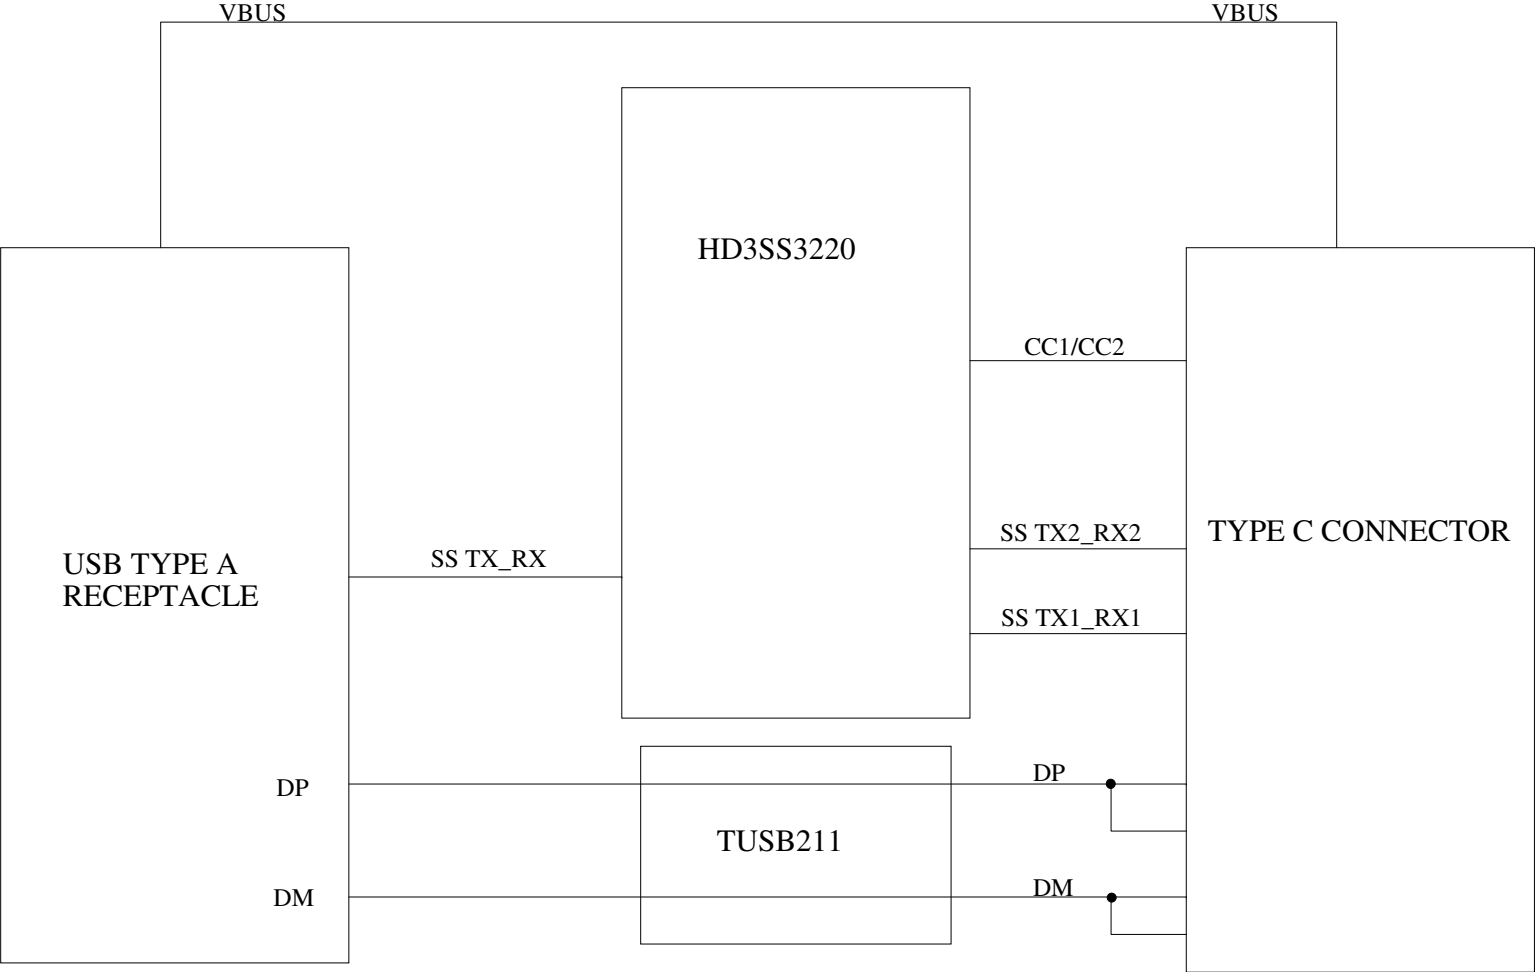 VBUS
VBUS
HD3SS3220
CC1/CC2
SS TX2_RX2
TYPE C CONNECTOR
SS TX_RX
USB TYPE A
RECEPTACLE
SS TX1_RX1
DP
DP
TUSB211
DM
DM